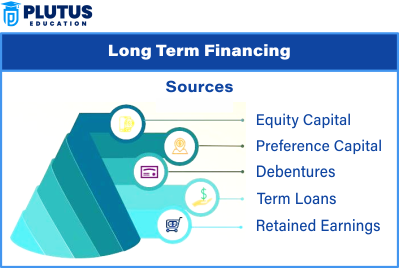 PLUTUS
EDUCATION
Long Term Financing
Sources
Equity Capital
Preference Capital
Debentures
Term Loans
Retained Earnings
$